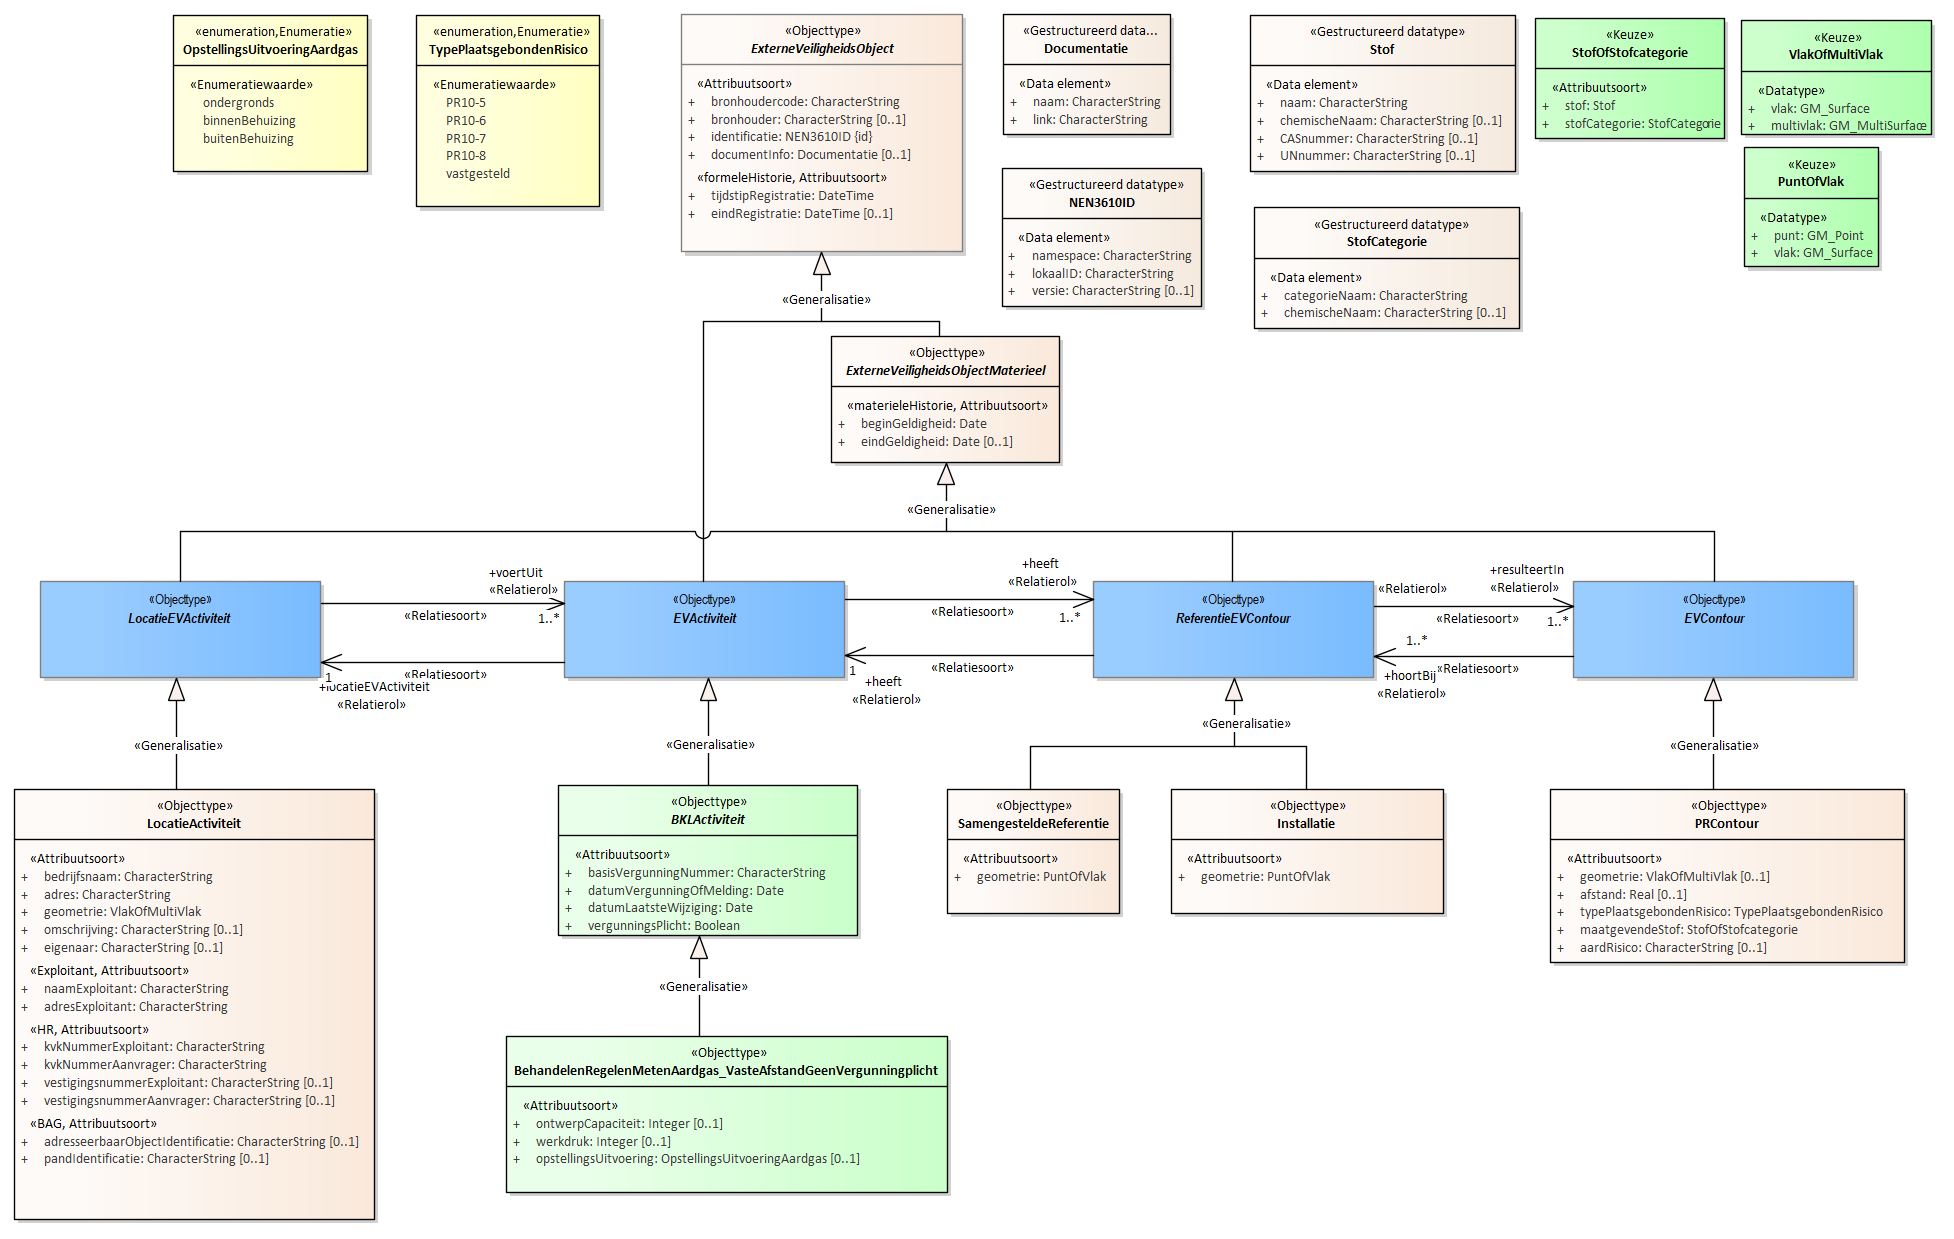 «enumeration,Enumeratie»
OpstellingsUitvoeringAardgas
«Enumeratiewaarde»
ondergronds
binnenBehuizing
buitenBehuizing
«enumeration,Enumeratie»
TypePlaatsgebondenRisico
«Enumeratiewaarde»
PR10-5
PR10-6
PR10-7
PR10-8
vastgesteld
«Objecttype»
ExterneVeiligheidsObject
«Attribuutsoort»
+ bronhoudercode: CharacterString
+ bronhouder: CharacterString [0..1]
+ identificatie: NEN3610ID {id}
+ documentInfo: Documentatie [0..1]
«formeleHistorie, Attribuutsoort»
+ tijdstipRegistratie: DateTime
+ eindRegistratie: DateTime [0..1]
«Gestructureerd data...
Documentatie
«Data element»
+ naam: CharacterString
+ link: CharacterString
«Gestructureerd datatype»
NEN3610ID
«Data element»
+ namespace: CharacterString
+ lokaalID: CharacterString
+ versie: CharacterString [0..1]
«Gestructureerd datatype»
Stof
«Data element»
+ naam: CharacterString
+ chemischeNaam: CharacterString [0..1]
+ CASnummer: CharacterString [0..1]
+ UNnummer: CharacterString [0..1]
«Gestructureerd datatype»
StofCategorie
«Data element»
+ categorieNaam: CharacterString
+ chemischeNaam: CharacterString [0..1]
«Keuze»
StofOfStofcategorie
«Attribuutsoort»
+ stof: Stof
+ stofCategorie: StofCategorie
«Keuze»
VlakOfMultiVlak
«Datatype»
+ vlak: GM_Surface
+ multivlak: GM_MultiSurface
«Keuze»
PuntOfVlak
«Datatype»
+ punt: GM_Point
+ vlak: GM_Surface
«Generalisatie»
«Objecttype»
ExterneVeiligheidsObjectMaterieel
«materieleHistorie, Attribuutsoort»
+ beginGeldigheid: Date
+ eindGeldigheid: Date [0..1]
«Generalisatie»
«Objecttype»
LocatieEVActiviteit
+voertUit
«Relatierol»
«Relatiesoort»
1..*
«Relatiesoort»
1
+locatieEVActiviteit
«Relatierol»
«Objecttype»
EVActiviteit
+heeft
«Relatierol»
«Relatiesoort»
1..*
«Relatiesoort»
1
+heeft
«Relatierol»
«Objecttype»
ReferentieEVContour
«Relatierol»
+resulteertIn
«Relatierol»
«Relatiesoort»
1..*
1..*
«Relatiesoort»
+hoortBij
«Relatierol»
«Objecttype»
EVContour
«Generalisatie»
«Generalisatie»
«Generalisatie»
«Generalisatie»
«Objecttype»
LocatieActiviteit
«Attribuutsoort»
+ bedrijfsnaam: CharacterString
+ adres: CharacterString
+ geometrie: VlakOfMultiVlak
+ omschrijving: CharacterString [0..1]
+ eigenaar: CharacterString [0..1]
«Exploitant, Attribuutsoort»
+ naamExploitant: CharacterString
+ adresExploitant: CharacterString
«HR, Attribuutsoort»
+ kvkNummerExploitant: CharacterString
+ kvkNummerAanvrager: CharacterString
+ vestigingsnummerExploitant: CharacterString [0..1]
+ vestigingsnummerAanvrager: CharacterString [0..1]
«BAG, Attribuutsoort»
+ adresseerbaarObjectIdentificatie: CharacterString [0..1]
+ pandIdentificatie: CharacterString [0..1]
«Objecttype»
BKLActiviteit
«Attribuutsoort»
+ basisVergunningNummer: CharacterString
+ datumVergunningOfMelding: Date
+ datumLaatsteWijziging: Date
+ vergunningsPlicht: Boolean
«Generalisatie»
«Objecttype»
BehandelenRegelenMetenAardgas_VasteAfstandGeenVergunningplicht
«Attribuutsoort»
+ ontwerpCapaciteit: Integer [0..1]
+ werkdruk: Integer [0..1]
+ opstellingsUitvoering: OpstellingsUitvoeringAardgas [0..1]
«Objecttype»
SamengesteldeReferentie
«Attribuutsoort»
+ geometrie: PuntOfVlak
«Objecttype»
Installatie
«Attribuutsoort»
+ geometrie: PuntOfVlak
«Objecttype»
PRContour
«Attribuutsoort»
+ geometrie: VlakOfMultiVlak [0..1]
+ afstand: Real [0..1]
+ typePlaatsgebondenRisico: TypePlaatsgebondenRisico
+ maatgevendeStof: StofOfStofcategorie
+ aardRisico: CharacterString [0..1]